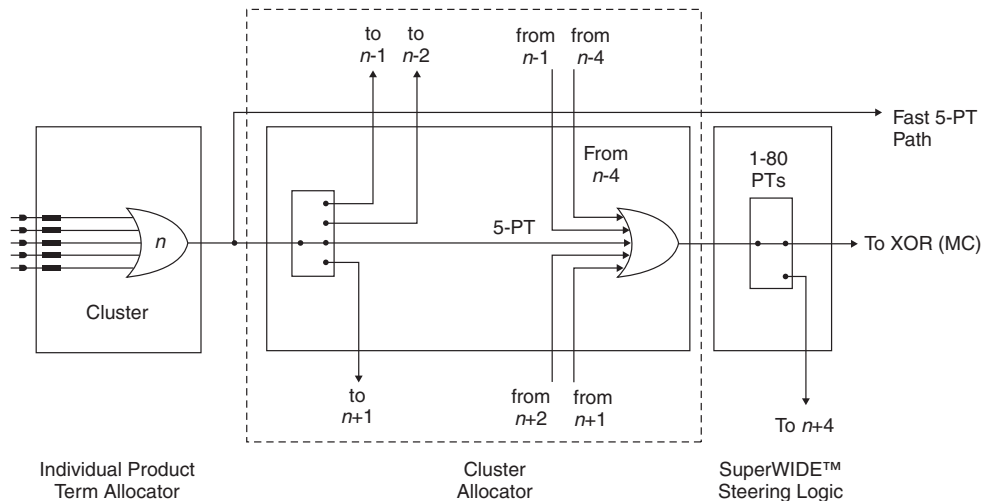 to
n-1
to
n-2
from
n-1
from
n-4
Fast 5-PT
Path
From
n-4
1-80
PTs
n
5-PT
To XOR (MC)
Cluster
to
n+1
from
n+2
from
n+1
To n+4
Individual Product
Term Allocator
Cluster
Allocator
SuperWIDE™
Steering Logic